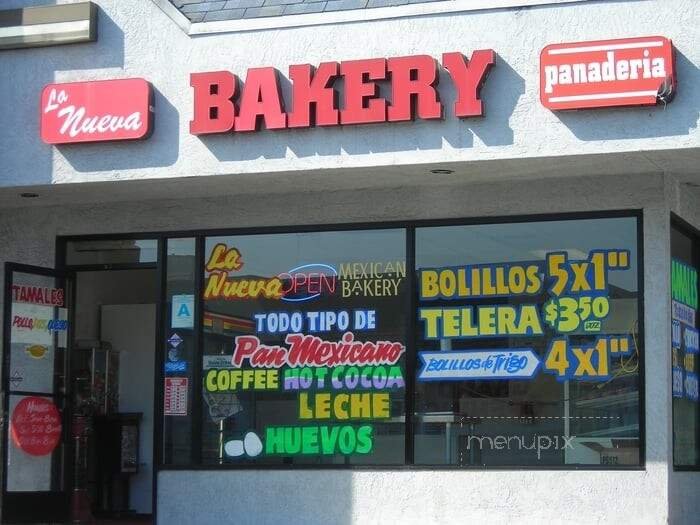 La
Nueva
BAKERY
panaderia
TAMALES
A
La
Nueva
OPEN
MEXICAN
BAKERY
TODO TIPO DE
Pan Mexicano
COFFEE HOT COCOA
LECHE
HUEVOS
BOLILLOS 5x1"
TELERA $3.50
BOLILLOS de TRIGO 4x1"
TAMALES
menupix